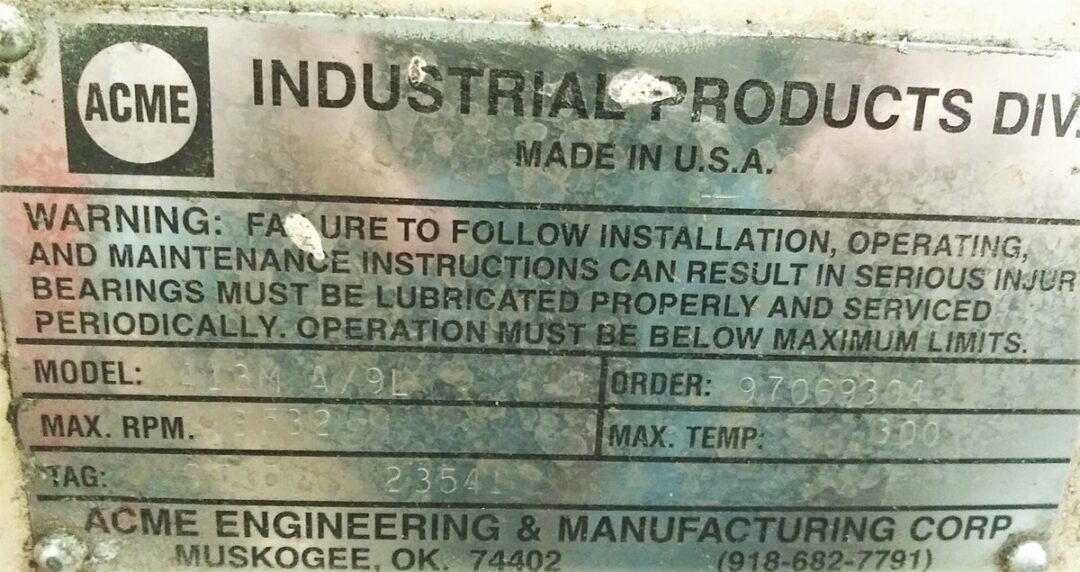 ACME
INDUSTRIAL PRODUCTS DIV.
MADE IN U.S.A.
WARNING: FA URE TO FOLLOW INSTALLATION, OPERATING,
AND MAINTENANCE INSTRUCTIONS CAN RESULT IN SERIOUS INJUR
BEARINGS MUST BE LUBRICATED PROPERLY AND SERVICED
PERIODICALLY. OPERATION MUST BE BELOW MAXIMUM LIMITS.
MODEL: A/9L ORDER: 97069304
MAX. RPM. MAX. TEMP: 300
TAG:
ACME ENGINEERING & MANUFACTURING CORP.
MUSKOGEE, OK. 74402 (918-682-7791)